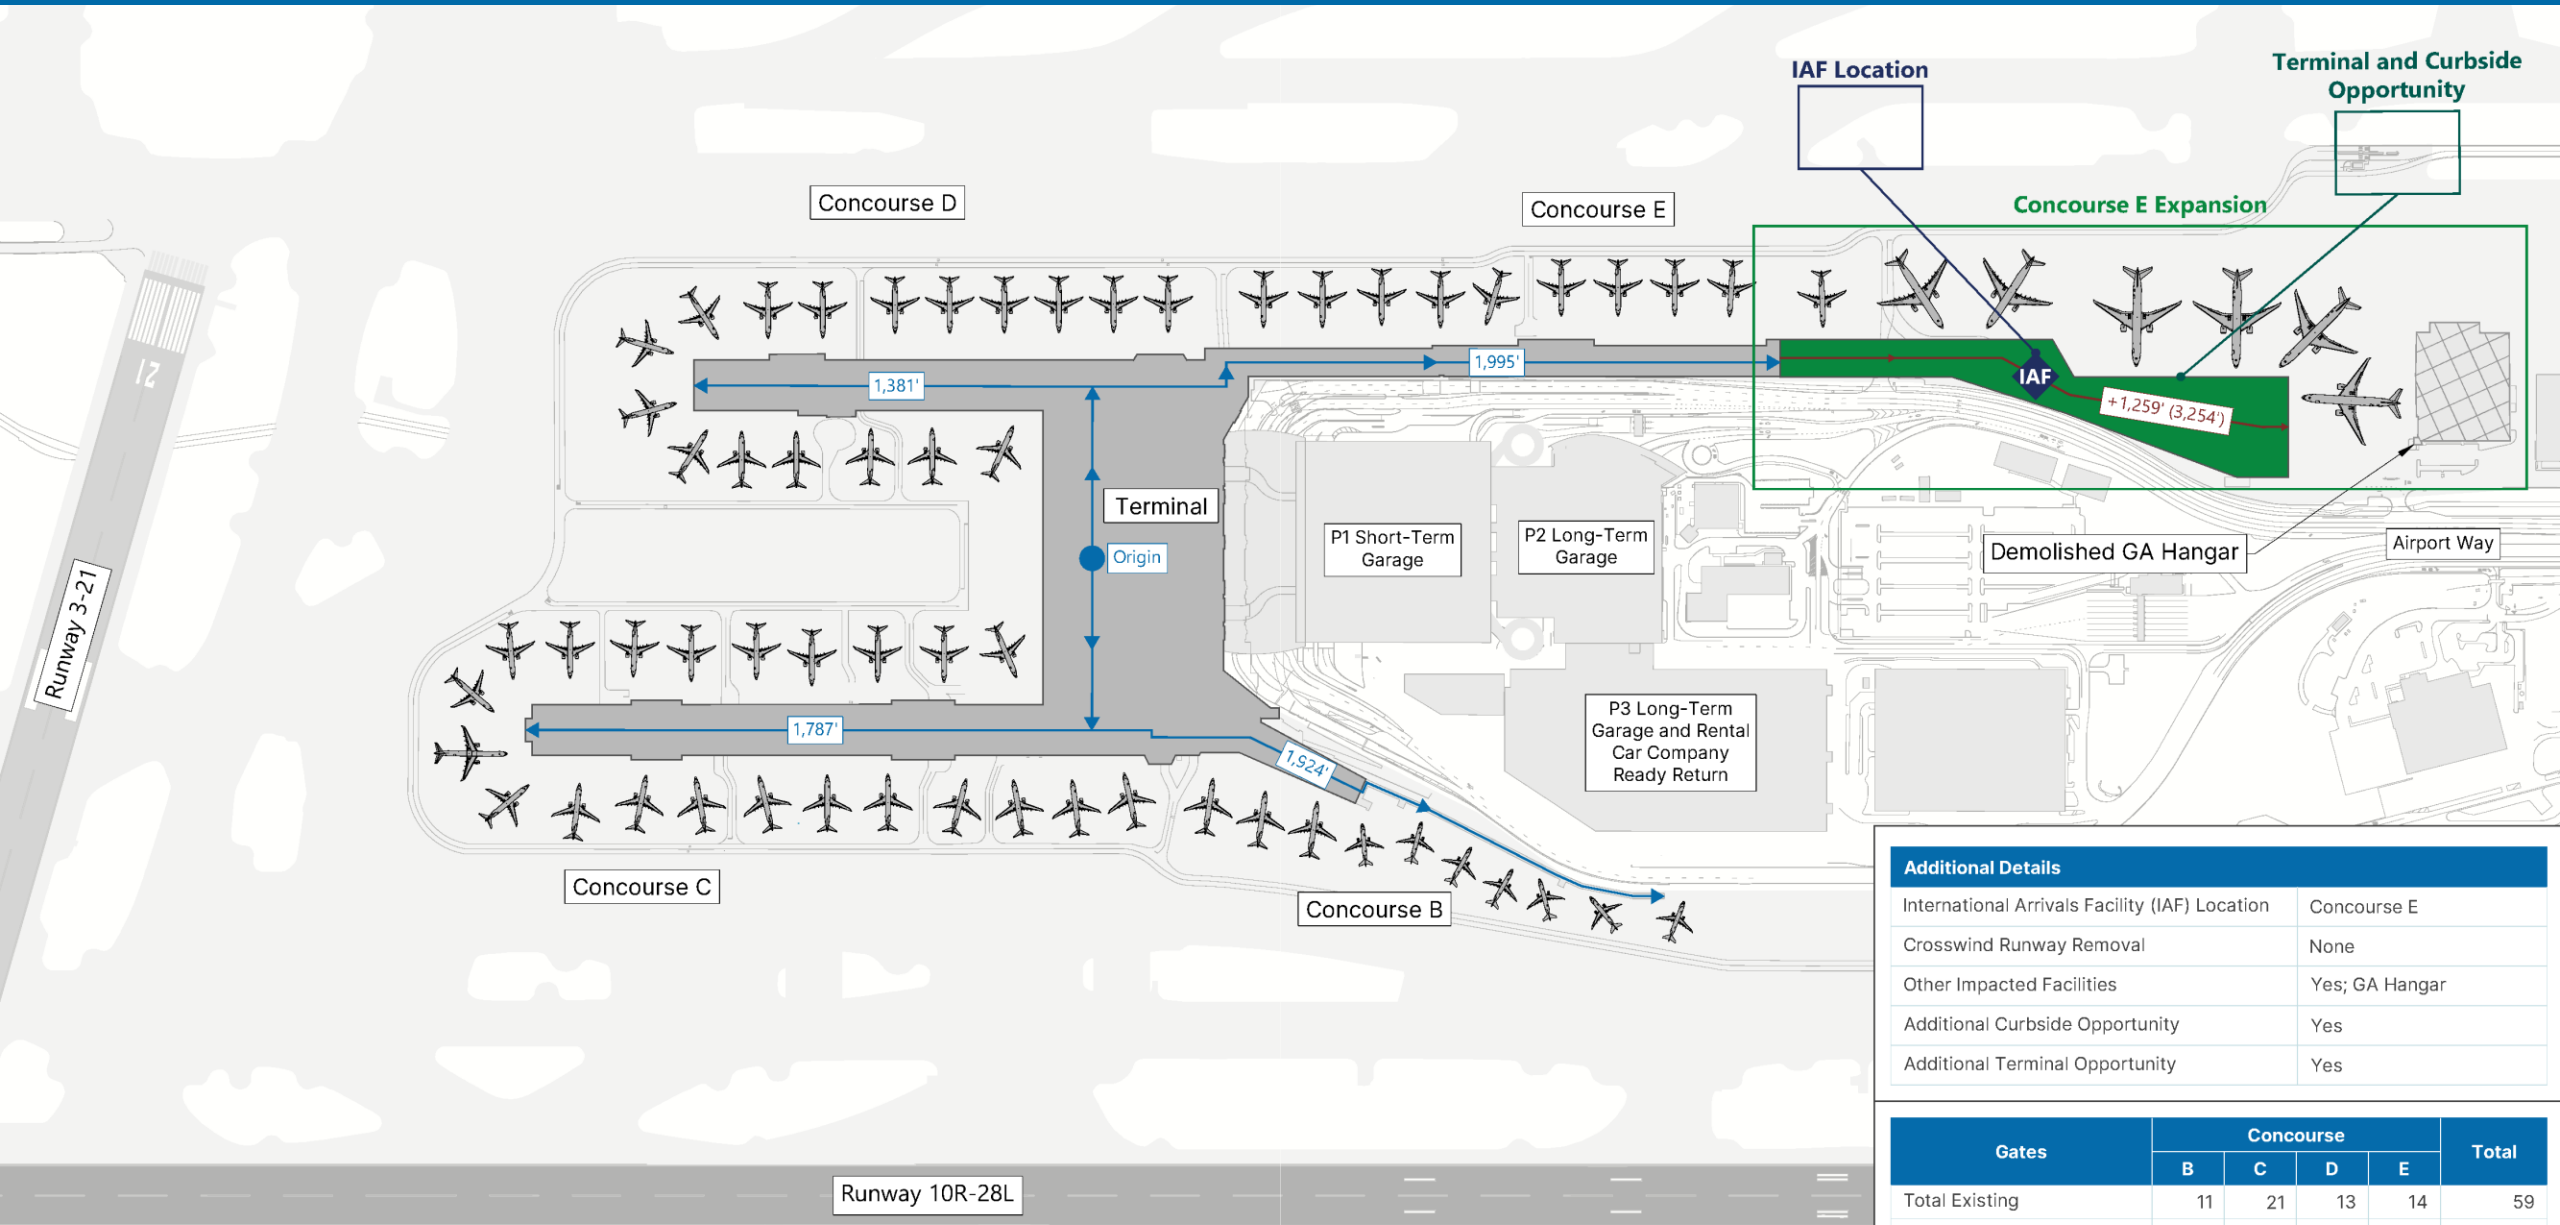 IAF Location
Terminal and Curbside
Opportunity
Concourse D
Concourse E
Concourse E Expansion
21
1,381'
1,995'
IAF
+1,259' (3,254')
Terminal
Origin
P1 Short-Term
Garage
P2 Long-Term
Garage
Demolished GA Hangar
Airport Way
Runway 3-21
1,787'
1,924'
P3 Long-Term
Garage and Rental
Car Company
Ready Return
Concourse C
Concourse B
Runway 10R-28L
Additional Details
International Arrivals Facility (IAF) Location Concourse E
Crosswind Runway Removal None
Other Impacted Facilities Yes; GA Hangar
Additional Curbside Opportunity Yes
Additional Terminal Opportunity Yes
Gates Concourse Total
B C D E
Total Existing 11 21 13 14 59